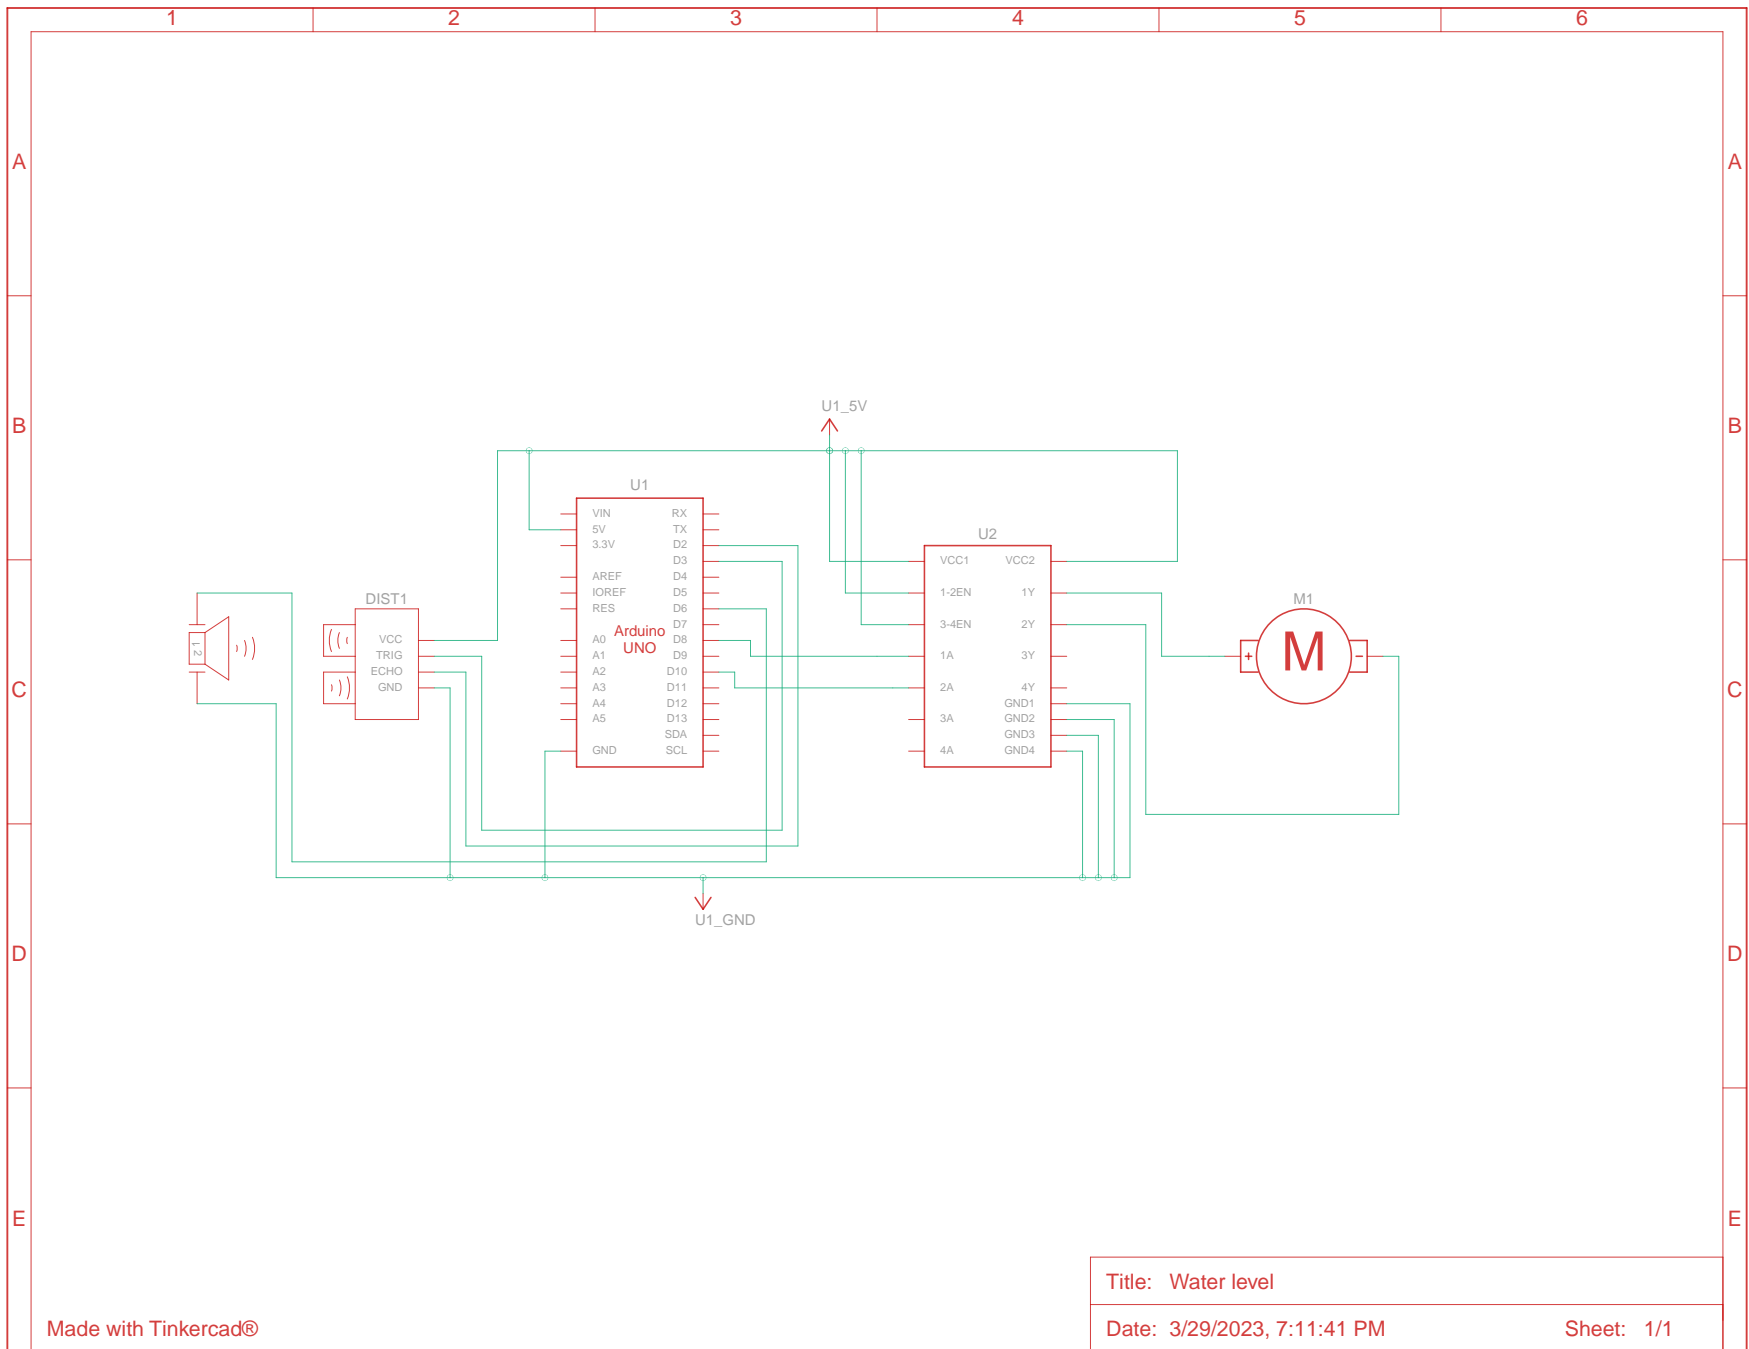 1 2 3 4 5 6
A A
B B
C C
D D
E E
U1_5V
U1
VIN RX
5V TX
3.3V D2
D3
AREF D4
IOREF D5
RES D6
D7
A0 D8
A1 D9
A2 D10
A3 D11
A4 D12
A5 D13
SDA
GND SCL
Arduino
UNO
U2
VCC1 VCC2
1-2EN 1Y
3-4EN 2Y
1A 3Y
2A 4Y
GND1
3A GND2
GND3
4A GND4
DIST1
VCC
TRIG
ECHO
GND
1 2
M1
+ M -
U1_GND
Title: Water level
Date: 3/29/2023, 7:11:41 PM Sheet: 1/1
Made with Tinkercad®